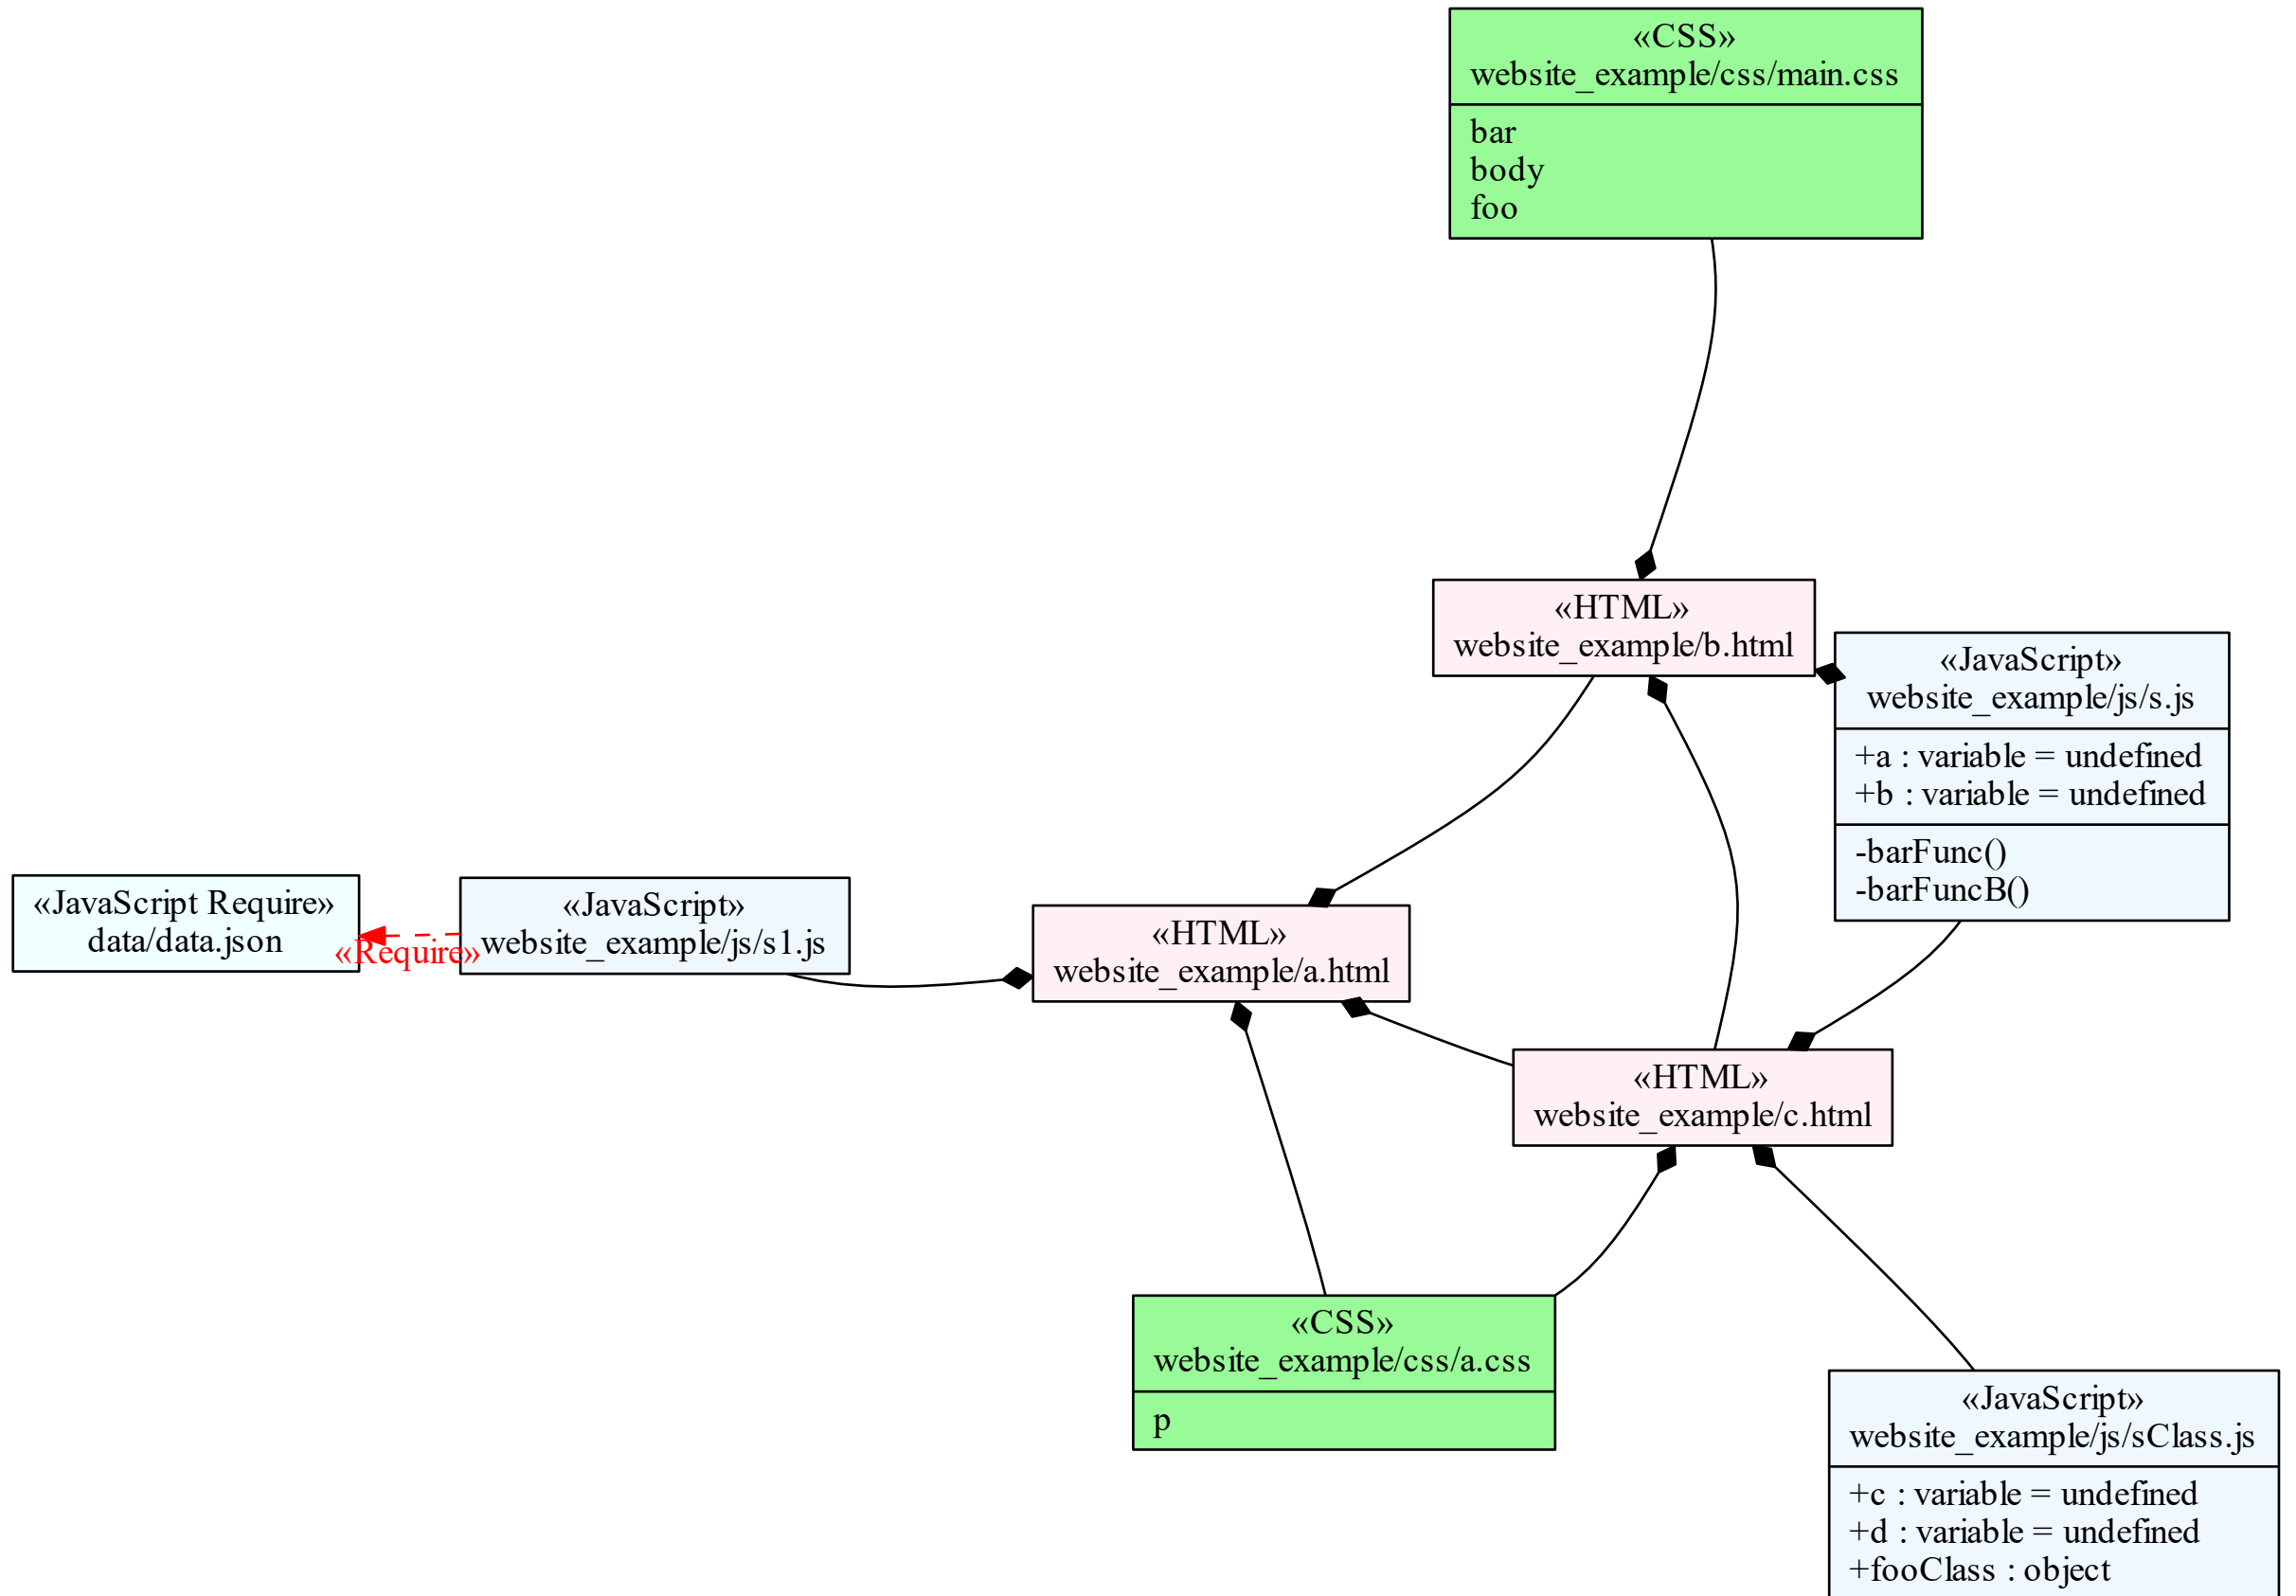 «CSS»
website_example/css/main.css
bar
body
foo
«HTML»
website_example/b.html
«JavaScript»
website_example/js/s.js
+a : variable = undefined
+b : variable = undefined
-barFunc()
-barFuncB()
«JavaScript Require»
data/data.json
«Require»
«JavaScript»
website_example/js/s1.js
«HTML»
website_example/a.html
«HTML»
website_example/c.html
«CSS»
website_example/css/a.css
p
«JavaScript»
website_example/js/sClass.js
+c : variable = undefined
+d : variable = undefined
+fooClass : object